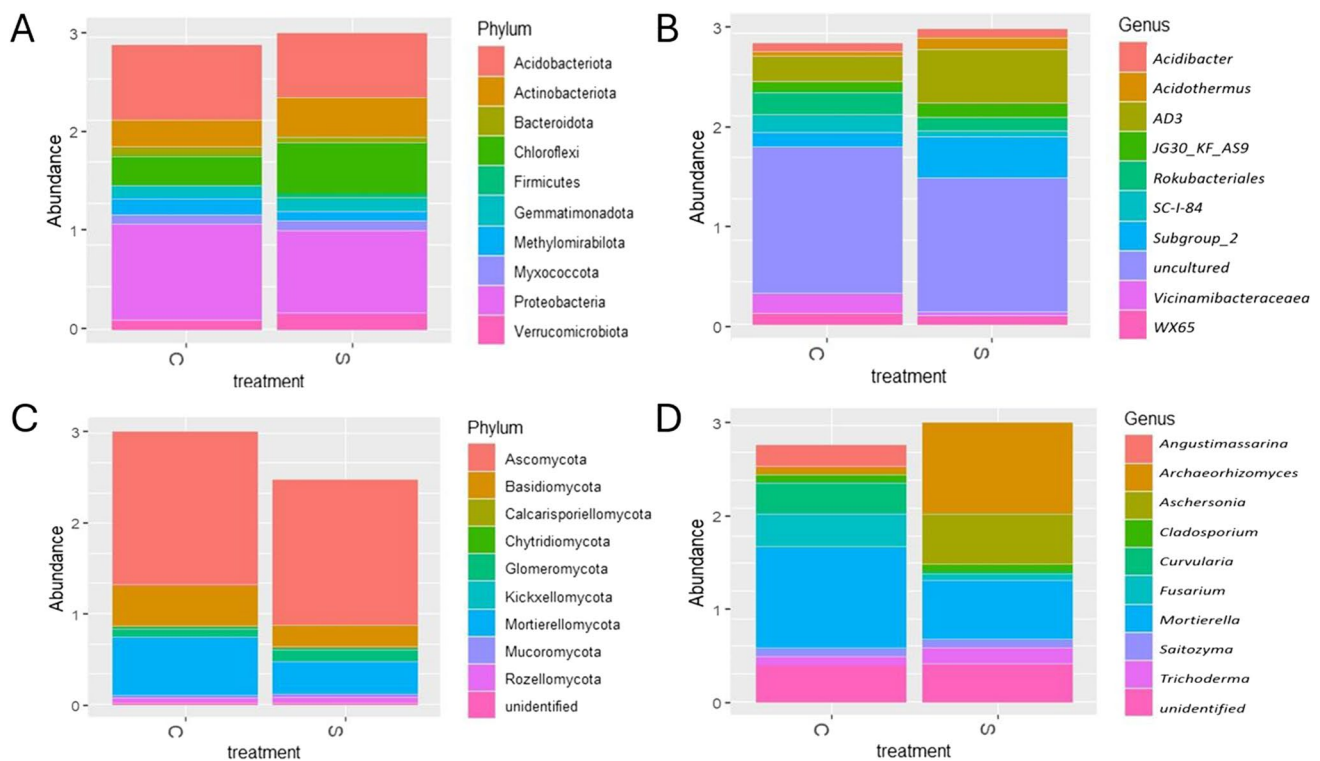 A
Abundance
3
2
1
0
C
S
treatment
Phylum
Acidobacteriota
Actinobacteriota
Bacteroidota
Chloroflexi
Firmicutes
Gemmatimonadota
Methylomirabilota
Myxococcota
Proteobacteria
Verrucomicrobiota
B
Abundance
3
2
1
0
C
S
treatment
Genus
Acidibacter
Acidothermus
AD3
JG30_KF_AS9
Rokubacteriales
SC-I-84
Subgroup_2
uncultured
Vicinamibacteraceaea
WX65
C
Abundance
3
2
1
0
C
S
treatment
Phylum
Ascomycota
Basidiomycota
Calcarisporiellomycota
Chytridiomycota
Glomeromycota
Kickxellomycota
Mortierellomycota
Mucoromycota
Rozellomycota
unidentified
D
Abundance
3
2
1
0
C
S
treatment
Genus
Angustimassarina
Archaeorhizomyces
Aschersonia
Cladosporium
Curvularia
Fusarium
Mortierella
Saitozyma
Trichoderma
unidentified